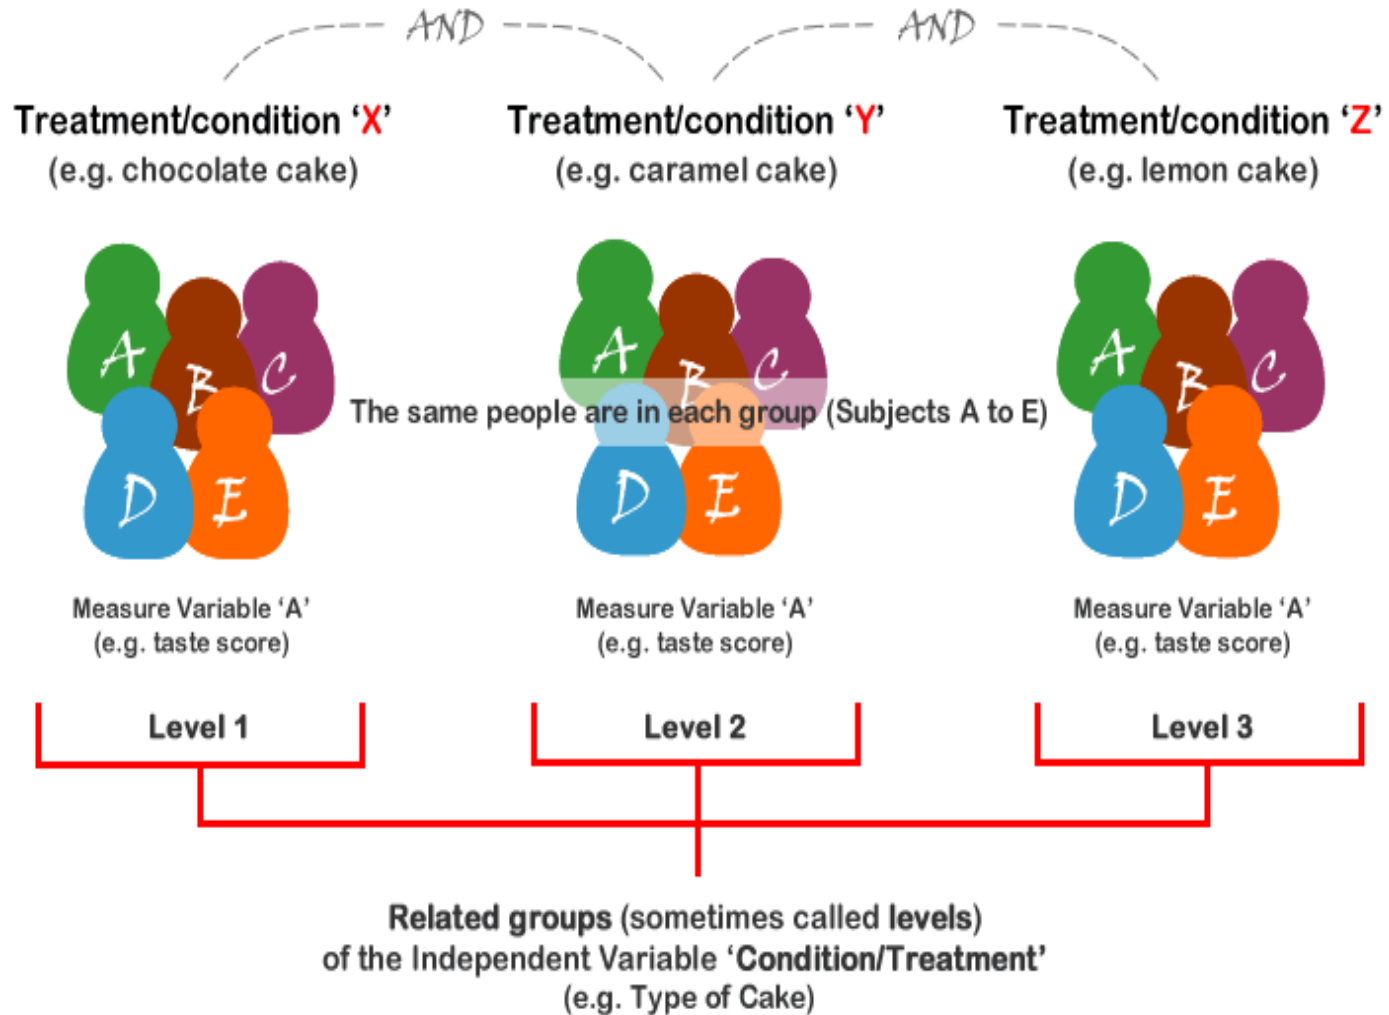 AND AND
Treatment/condition ‘X’ Treatment/condition ‘Y’ Treatment/condition ‘Z’
(e.g. chocolate cake) (e.g. caramel cake) (e.g. lemon cake)
A B C A B C A B C
The same people are in each group (Subjects A to E)
D E D E D E
Measure Variable ‘A’ Measure Variable ‘A’ Measure Variable ‘A’
(e.g. taste score) (e.g. taste score) (e.g. taste score)
Level 1 Level 2 Level 3
Related groups (sometimes called levels)
of the Independent Variable ‘Condition/Treatment’
(e.g. Type of Cake)